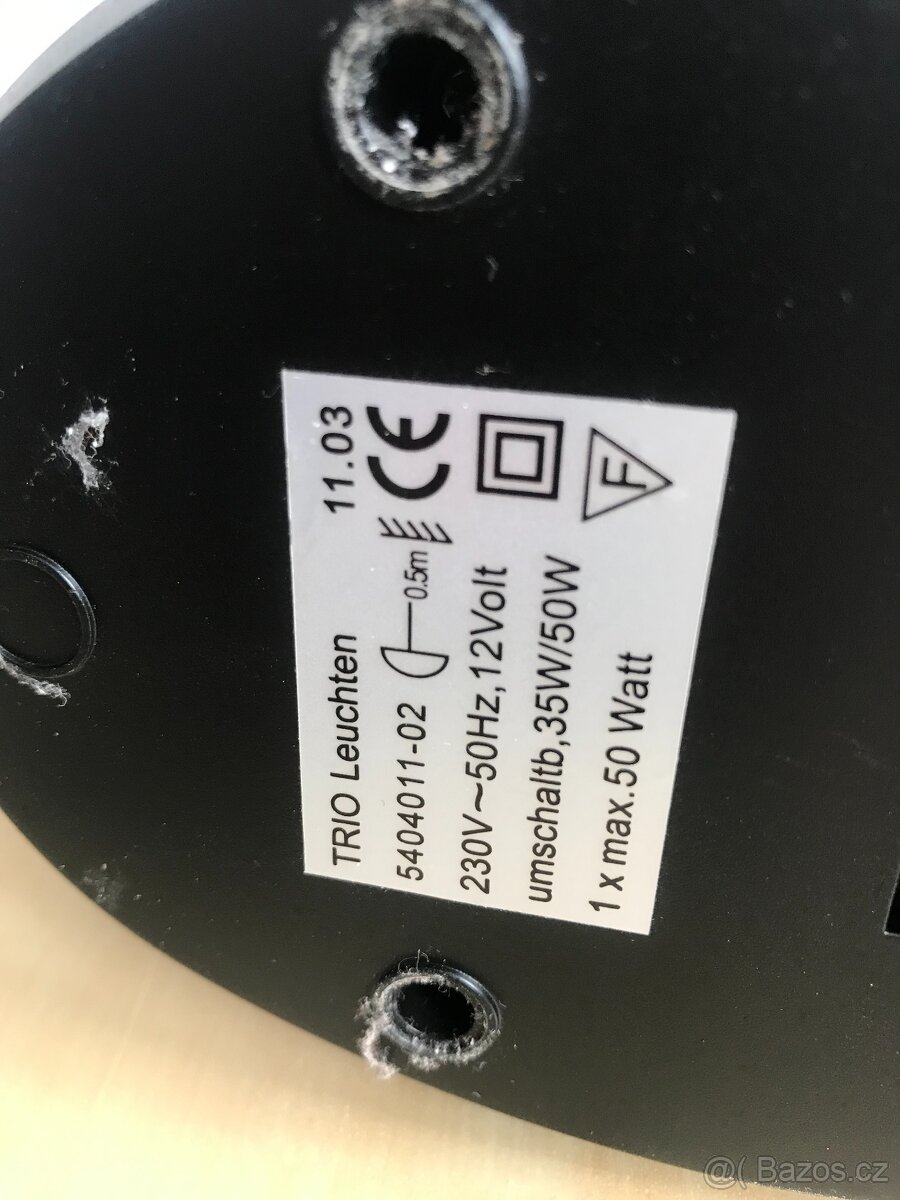 TRIO Leuchten 11.03
5404011-02 0.5m CE
230V~50Hz,12Volt
umschaltb,35W/50W
1 x max.50 Watt F
@( Bazos.cz